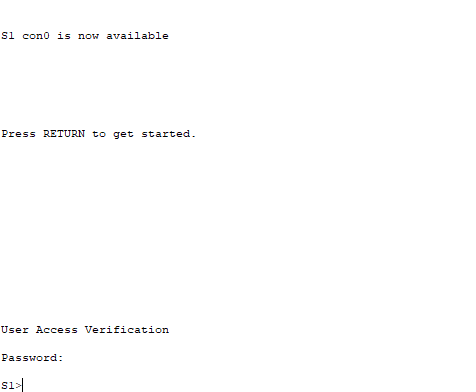 S1 con0 is now available
Press RETURN to get started.
User Access Verification
Password:
S1>